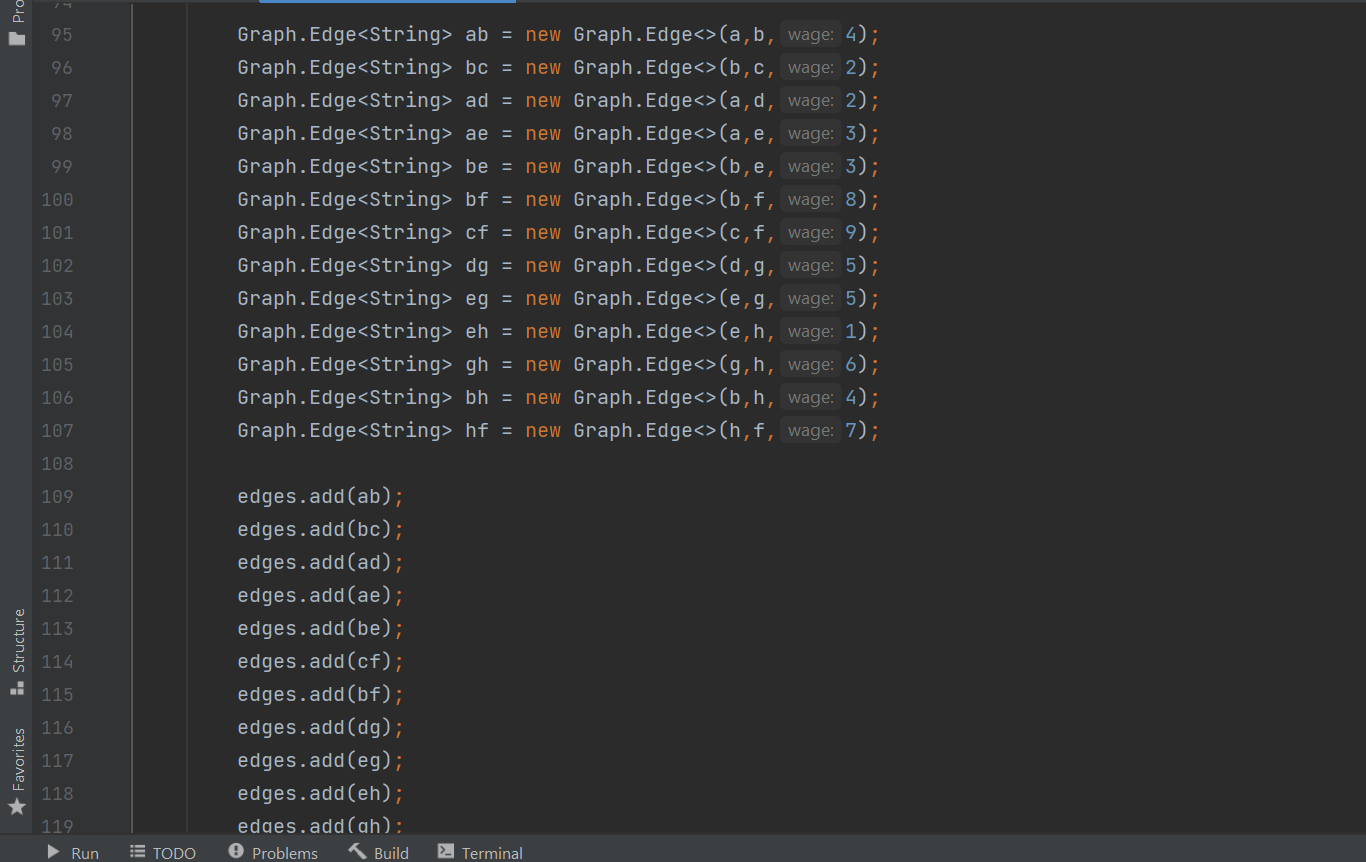 Pro
94
95 Graph.Edge<String> ab = new Graph.Edge<>(a,b, wage: 4);
96 Graph.Edge<String> bc = new Graph.Edge<>(b,c, wage: 2);
97 Graph.Edge<String> ad = new Graph.Edge<>(a,d, wage: 2);
98 Graph.Edge<String> ae = new Graph.Edge<>(a,e, wage: 3);
99 Graph.Edge<String> be = new Graph.Edge<>(b,e, wage: 3);
100 Graph.Edge<String> bf = new Graph.Edge<>(b,f, wage: 8);
101 Graph.Edge<String> cf = new Graph.Edge<>(c,f, wage: 9);
102 Graph.Edge<String> dg = new Graph.Edge<>(d,g, wage: 5);
103 Graph.Edge<String> eg = new Graph.Edge<>(e,g, wage: 5);
104 Graph.Edge<String> eh = new Graph.Edge<>(e,h, wage: 1);
105 Graph.Edge<String> gh = new Graph.Edge<>(g,h, wage: 6);
106 Graph.Edge<String> bh = new Graph.Edge<>(b,h, wage: 4);
107 Graph.Edge<String> hf = new Graph.Edge<>(h,f, wage: 7);
108
109 edges.add(ab);
110 edges.add(bc);
111 edges.add(ad);
112 edges.add(ae);
113 edges.add(be);
114 edges.add(cf);
115 edges.add(bf);
116 edges.add(dg);
117 edges.add(eg);
118 edges.add(eh);
119 edges.add(gh);
Structure
Favorites
Run TODO Problems Build Terminal